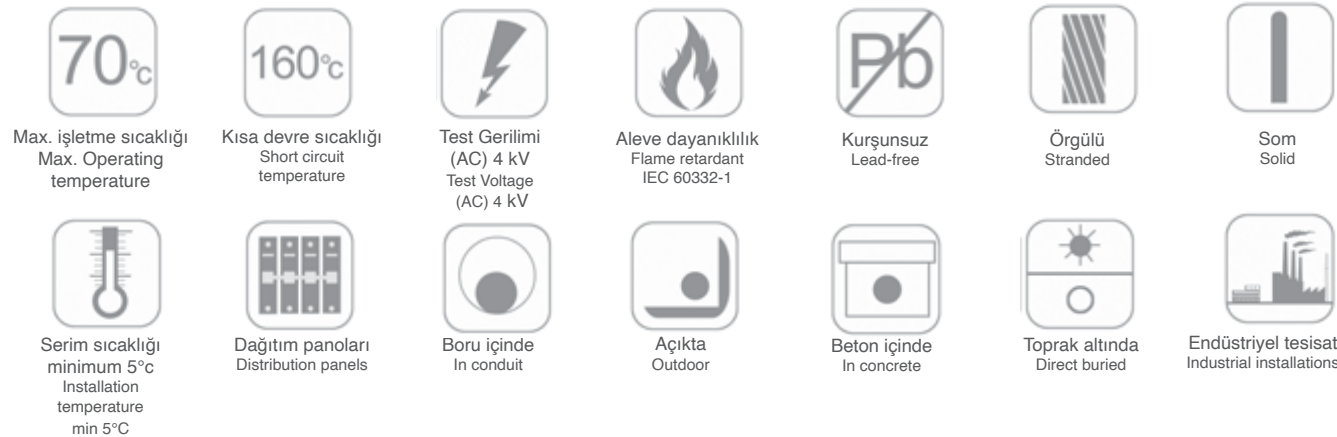 70°C
Max. işletme sıcaklığı
Max. Operating
temperature
160°C
Kısa devre sıcaklığı
Short circuit
temperature
Test Gerilimi
(AC) 4 kV
Test Voltage
(AC) 4 kV
Aleve dayanıklılık
Flame retardant
IEC 60332-1
Pb
Kurşunsuz
Lead-free
Örgülü
Stranded
Som
Solid
Serim sıcaklığı
minimum 5°c
Installation
temperature
min 5°C
Dağıtım panoları
Distribution panels
Boru içinde
In conduit
Açıkta
Outdoor
Beton içinde
In concrete
Toprak altında
Direct buried
Endüstriyel tesisat
Industrial installations